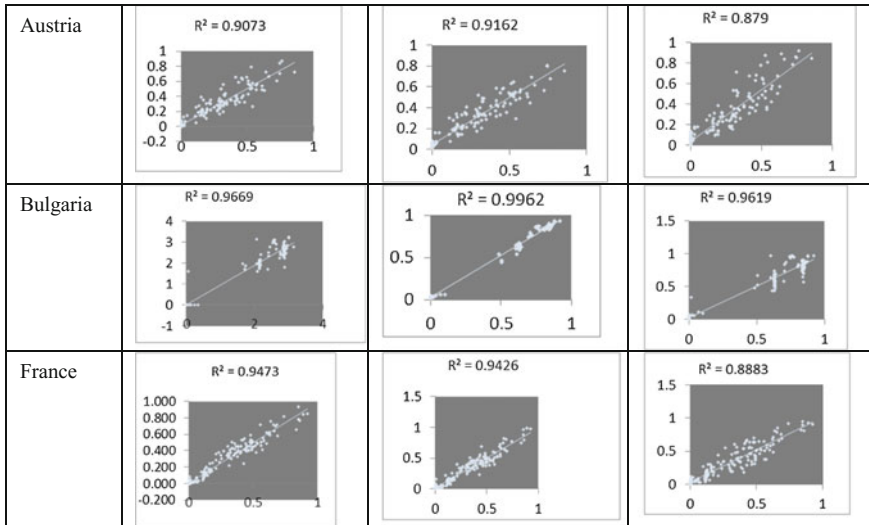 Austria
R² = 0.9073
1
0.8
0.6
0.4
0.2
0
-0.2
0 0.5 1
R² = 0.9162
1
0.8
0.6
0.4
0.2
0
0 0.5 1
R² = 0.879
1
0.8
0.6
0.4
0.2
0
0 0.5 1
Bulgaria
R² = 0.9669
4
3
2
1
0
-1
0 2 4
R² = 0.9962
1
0.5
0
0 0.5 1
R² = 0.9619
1.5
1
0.5
0
0 0.5 1
France
R² = 0.9473
1.000
0.800
0.600
0.400
0.200
0.000
-0.200
0 0.5 1
R² = 0.9426
1.5
1
0.5
0
0 0.5 1
R² = 0.8883
1.5
1
0.5
0
0 0.5 1